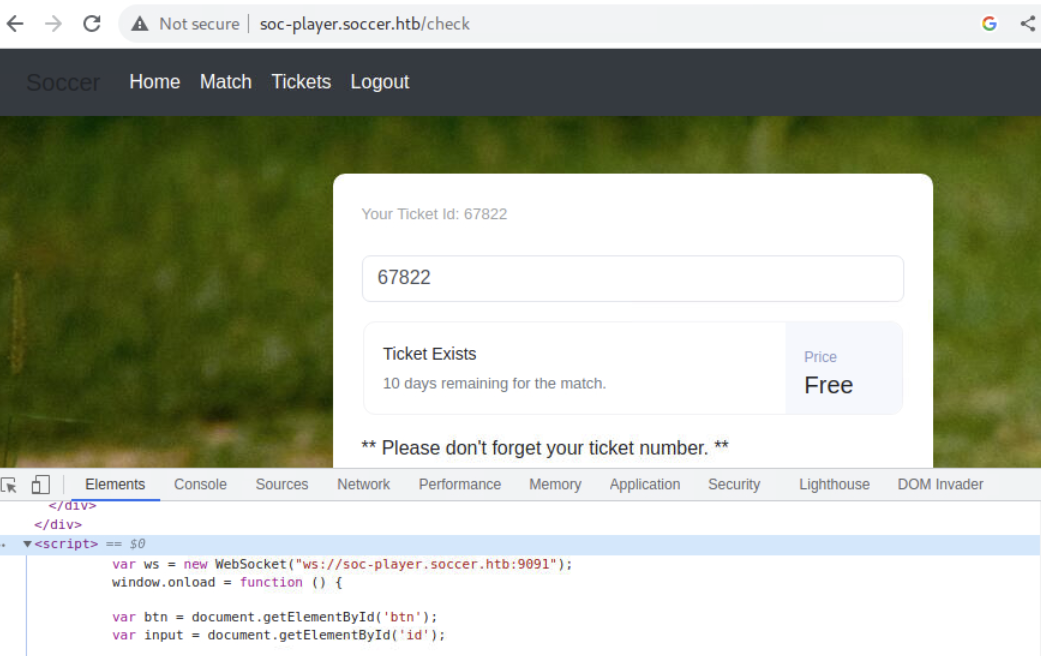 Not secure | soc-player.soccer.htb/check
Soccer Home Match Tickets Logout
Your Ticket Id: 67822
67822
Ticket Exists
10 days remaining for the match.
Price
Free
** Please don't forget your ticket number. **
Elements Console Sources Network Performance Memory Application Security Lighthouse DOM Invader
</div>
</div>
<script> == $0
var ws = new WebSocket("ws://soc-player.soccer.htb:9091");
window.onload = function () {
var btn = document.getElementById('btn');
var input = document.getElementById('id');